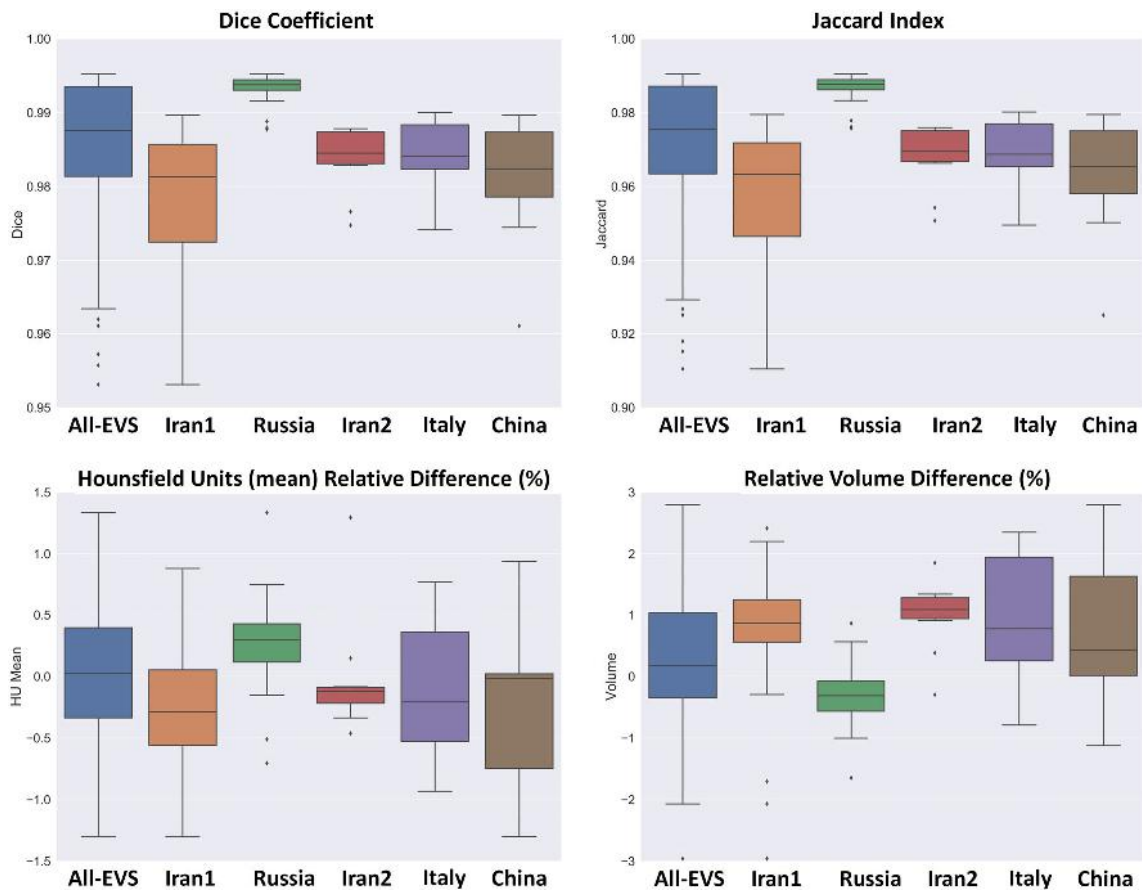 Dice Coefficient
1.00
0.99
0.98
0.97
0.96
0.95
Dice
All-EVS Iran1 Russia Iran2 Italy China
Jaccard Index
1.00
0.98
0.96
0.94
0.92
0.90
Jaccard
All-EVS Iran1 Russia Iran2 Italy China
Hounsfield Units (mean) Relative Difference (%)
1.5
1.0
0.5
0.0
−0.5
−1.0
−1.5
HU Mean
All-EVS Iran1 Russia Iran2 Italy China
Relative Volume Difference (%)
3
2
1
0
−1
−2
−3
Volume
All-EVS Iran1 Russia Iran2 Italy China